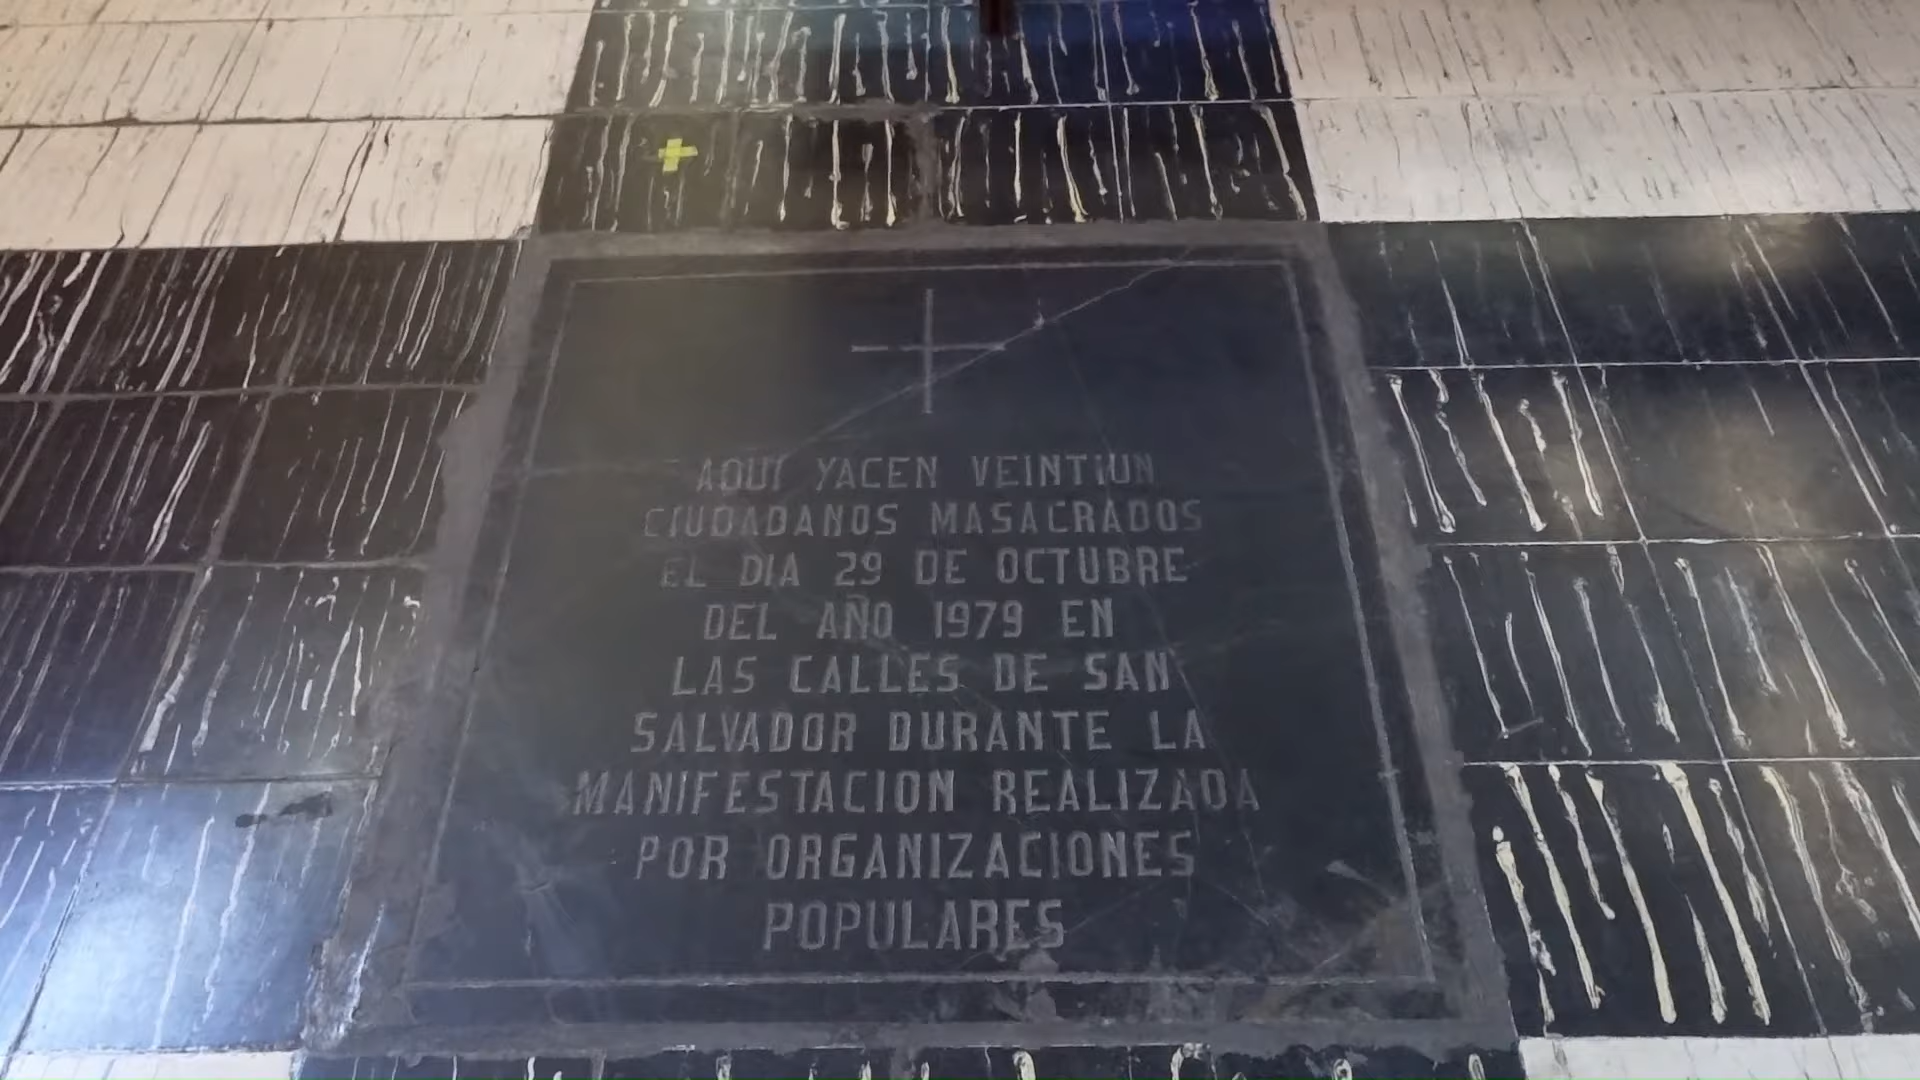 AQUI YACEN VEINTIUN
CIUDADANOS MASACRADOS
EL DIA 29 DE OCTUBRE
DEL AÑO 1979 EN
LAS CALLES DE SAN
SALVADOR DURANTE LA
MANIFESTACION REALIZADA
POR ORGANIZACIONES
POPULARES